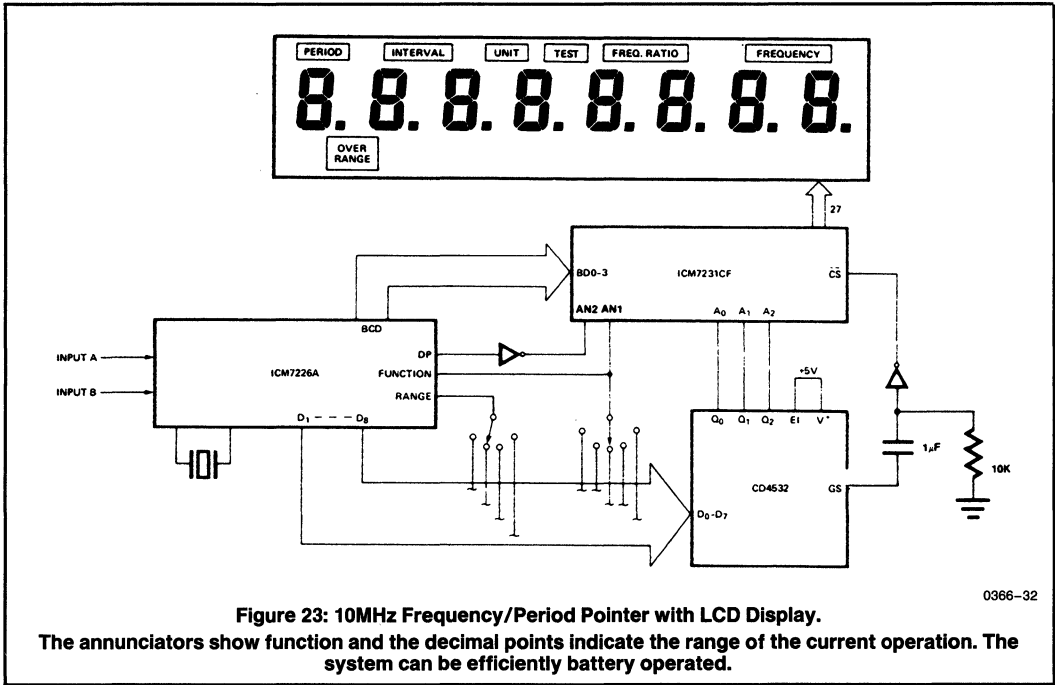 PERIOD INTERVAL UNIT TEST FREQ. RATIO FREQUENCY
8. 8. 8. 8. 8. 8. 8. 8.
OVER
RANGE
27
BD0-3 ICM7231CF CS
AN2 AN1 A0 A1 A2
BCD
INPUT A
DP
ICM7226A FUNCTION
INPUT B
RANGE
D1 – – – – D8
+5V
Q0 Q1 Q2 EI V+
1μF
10K
CD4532 GS
D0-D7
0366–32
Figure 23: 10MHz Frequency/Period Pointer with LCD Display.
The annunciators show function and the decimal points indicate the range of the current operation. The
system can be efficiently battery operated.